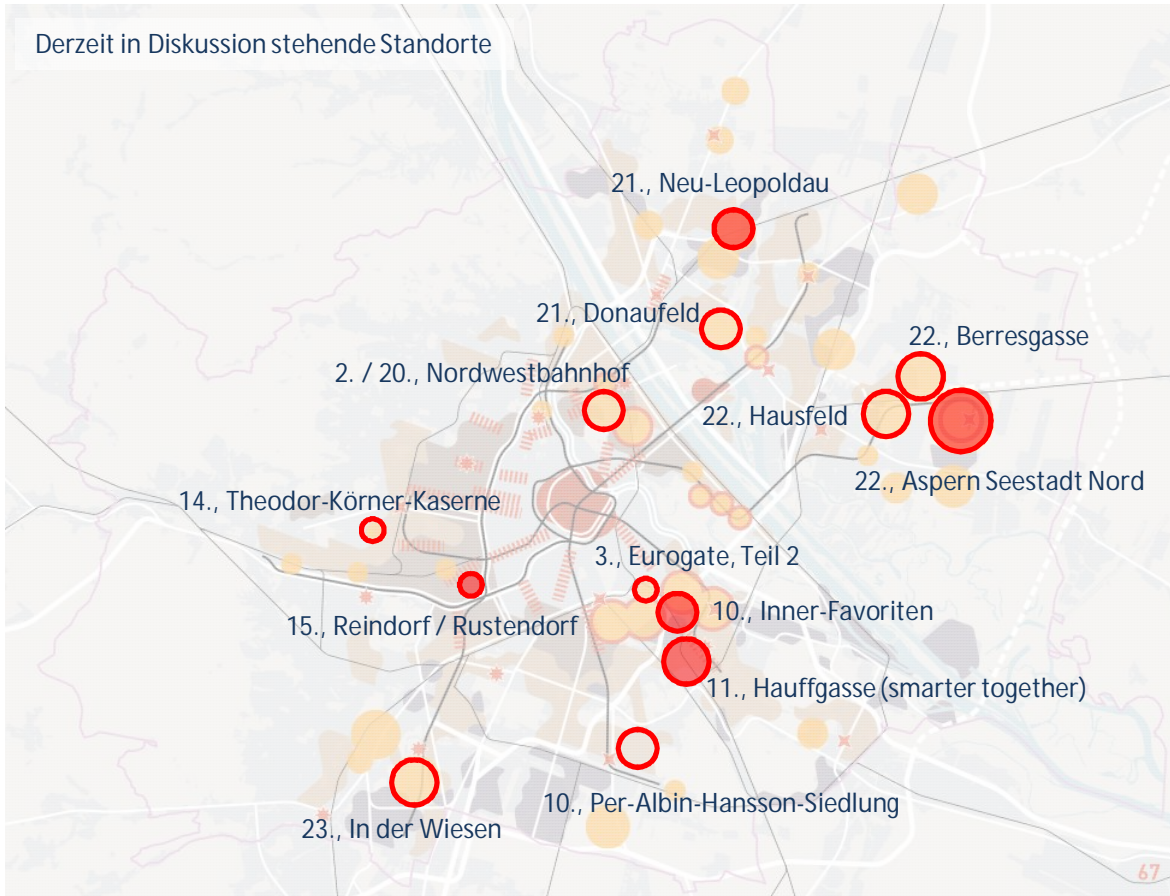 Derzeit in Diskussion stehende Standorte
21., Neu-Leopoldau
21., Donaufeld
22., Berresgasse
2. / 20., Nordwestbahnhof
22., Hausfeld
22., Aspern Seestadt Nord
14., Theodor-Körner-Kaserne
3., Eurogate, Teil 2
15., Reindorf / Rustendorf
10., Inner-Favoriten
11., Hauffgasse (smarter together)
10., Per-Albin-Hansson-Siedlung
23., In der Wiesen
67